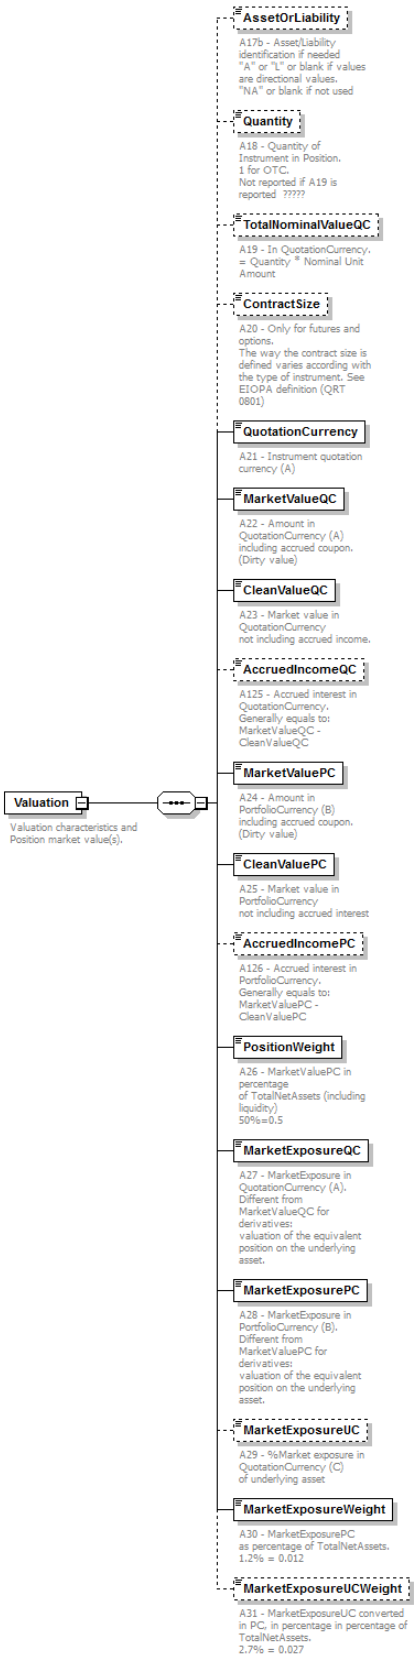 AssetOrLiability
A17b - Asset/Liability
identification if needed
"A" or "L" or blank if values
are directional values.
"NA" or blank if not used
Quantity
A18 - Quantity of
Instrument in Position.
1 for OTC.
Not reported if A19 is
reported ?????
TotalNominalValueQC
A19 - In QuotationCurrency.
= Quantity * Nominal Unit
Amount
ContractSize
A20 - Only for futures and
options.
The way the contract size is
defined varies according with
the type of instrument. See
EIOPA definition (QRT
0801)
QuotationCurrency
A21 - Instrument quotation
currency (A)
MarketValueQC
A22 - Amount in
QuotationCurrency (A)
including accrued coupon.
(Dirty value)
CleanValueQC
A23 - Market value in
QuotationCurrency
not including accrued income.
AccruedIncomeQC
A125 - Accrued interest in
QuotationCurrency.
Generally equals to:
MarketValueQC -
CleanValueQC
Valuation
Valuation characteristics and
Position market value(s).
MarketValuePC
A24 - Amount in
PortfolioCurrency (B)
including accrued coupon.
(Dirty value)
CleanValuePC
A25 - Market value in
PortfolioCurrency
not including accrued interest
AccruedIncomePC
A126 - Accrued interest in
PortfolioCurrency.
Generally equals to:
MarketValuePC -
CleanValuePC
PositionWeight
A26 - MarketValuePC in
percentage
of TotalNetAssets (including
liquidity)
50%=0.5
MarketExposureQC
A27 - MarketExposure in
QuotationCurrency (A).
Different from
MarketValueQC for
derivatives:
valuation of the equivalent
position on the underlying
asset.
MarketExposurePC
A28 - MarketExposure in
PortfolioCurrency (B).
Different from
MarketValuePC for
derivatives:
valuation of the equivalent
position on the underlying
asset.
MarketExposureUC
A29 - %Market exposure in
QuotationCurrency (C)
of underlying asset
MarketExposureWeight
A30 - MarketExposurePC
as percentage of TotalNetAssets.
1.2% = 0.012
MarketExposureUCWeight
A31 - MarketExposureUC converted
in PC, in percentage in percentage of
TotalNetAssets.
2.7% = 0.027